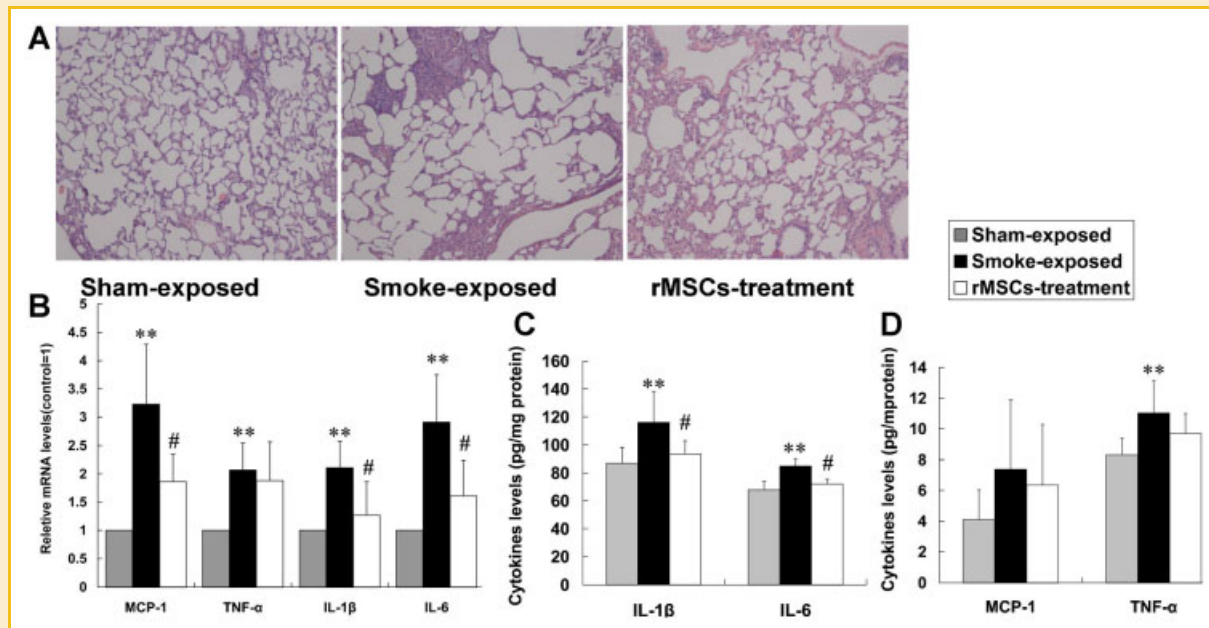 A
Sham-exposed
Smoke-exposed
rMSCs-treatment
Sham-exposed
Smoke-exposed
rMSCs-treatment
B
Reletive mRNA levels(control=1)
5
4.5
4
3.5
3
2.5
2
1.5
1
0.5
0
**
#
**
**
#
**
#
MCP-1
TNF-α
IL-1β
IL-6
C
Cytokines levels (pg/mg protein)
160
140
120
100
80
60
40
20
0
**
#
**
#
IL-1β
IL-6
D
Cytokines levels (pg/mprotein)
14
12
10
8
6
4
2
0
**
MCP-1
TNF-α